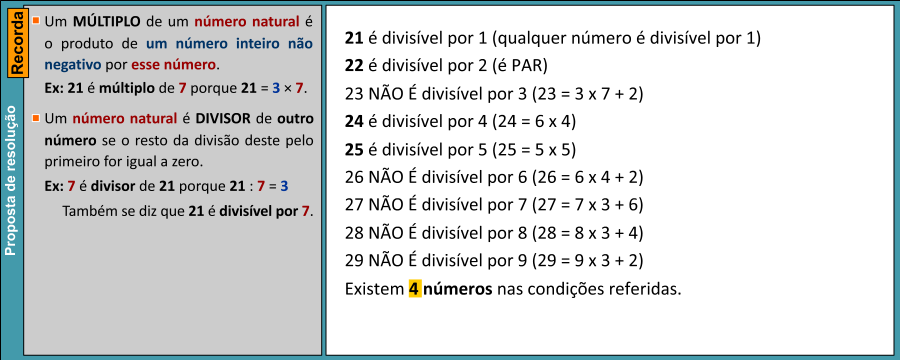 Recorda
Proposta de resolução
Um MÚLTIPLO de um número natural é
o produto de um número inteiro não
negativo por esse número.
Ex: 21 é múltiplo de 7 porque 21 = 3 × 7.
Um número natural é DIVISOR de outro
número se o resto da divisão deste pelo
primeiro for igual a zero.
Ex: 7 é divisor de 21 porque 21 : 7 = 3
Também se diz que 21 é divisível por 7.
21 é divisível por 1 (qualquer número é divisível por 1)
22 é divisível por 2 (é PAR)
23 NÃO É divisível por 3 (23 = 3 x 7 + 2)
24 é divisível por 4 (24 = 6 x 4)
25 é divisível por 5 (25 = 5 x 5)
26 NÃO É divisível por 6 (26 = 6 x 4 + 2)
27 NÃO É divisível por 7 (27 = 7 x 3 + 6)
28 NÃO É divisível por 8 (28 = 8 x 3 + 4)
29 NÃO É divisível por 9 (29 = 9 x 3 + 2)
Existem 4 números nas condições referidas.